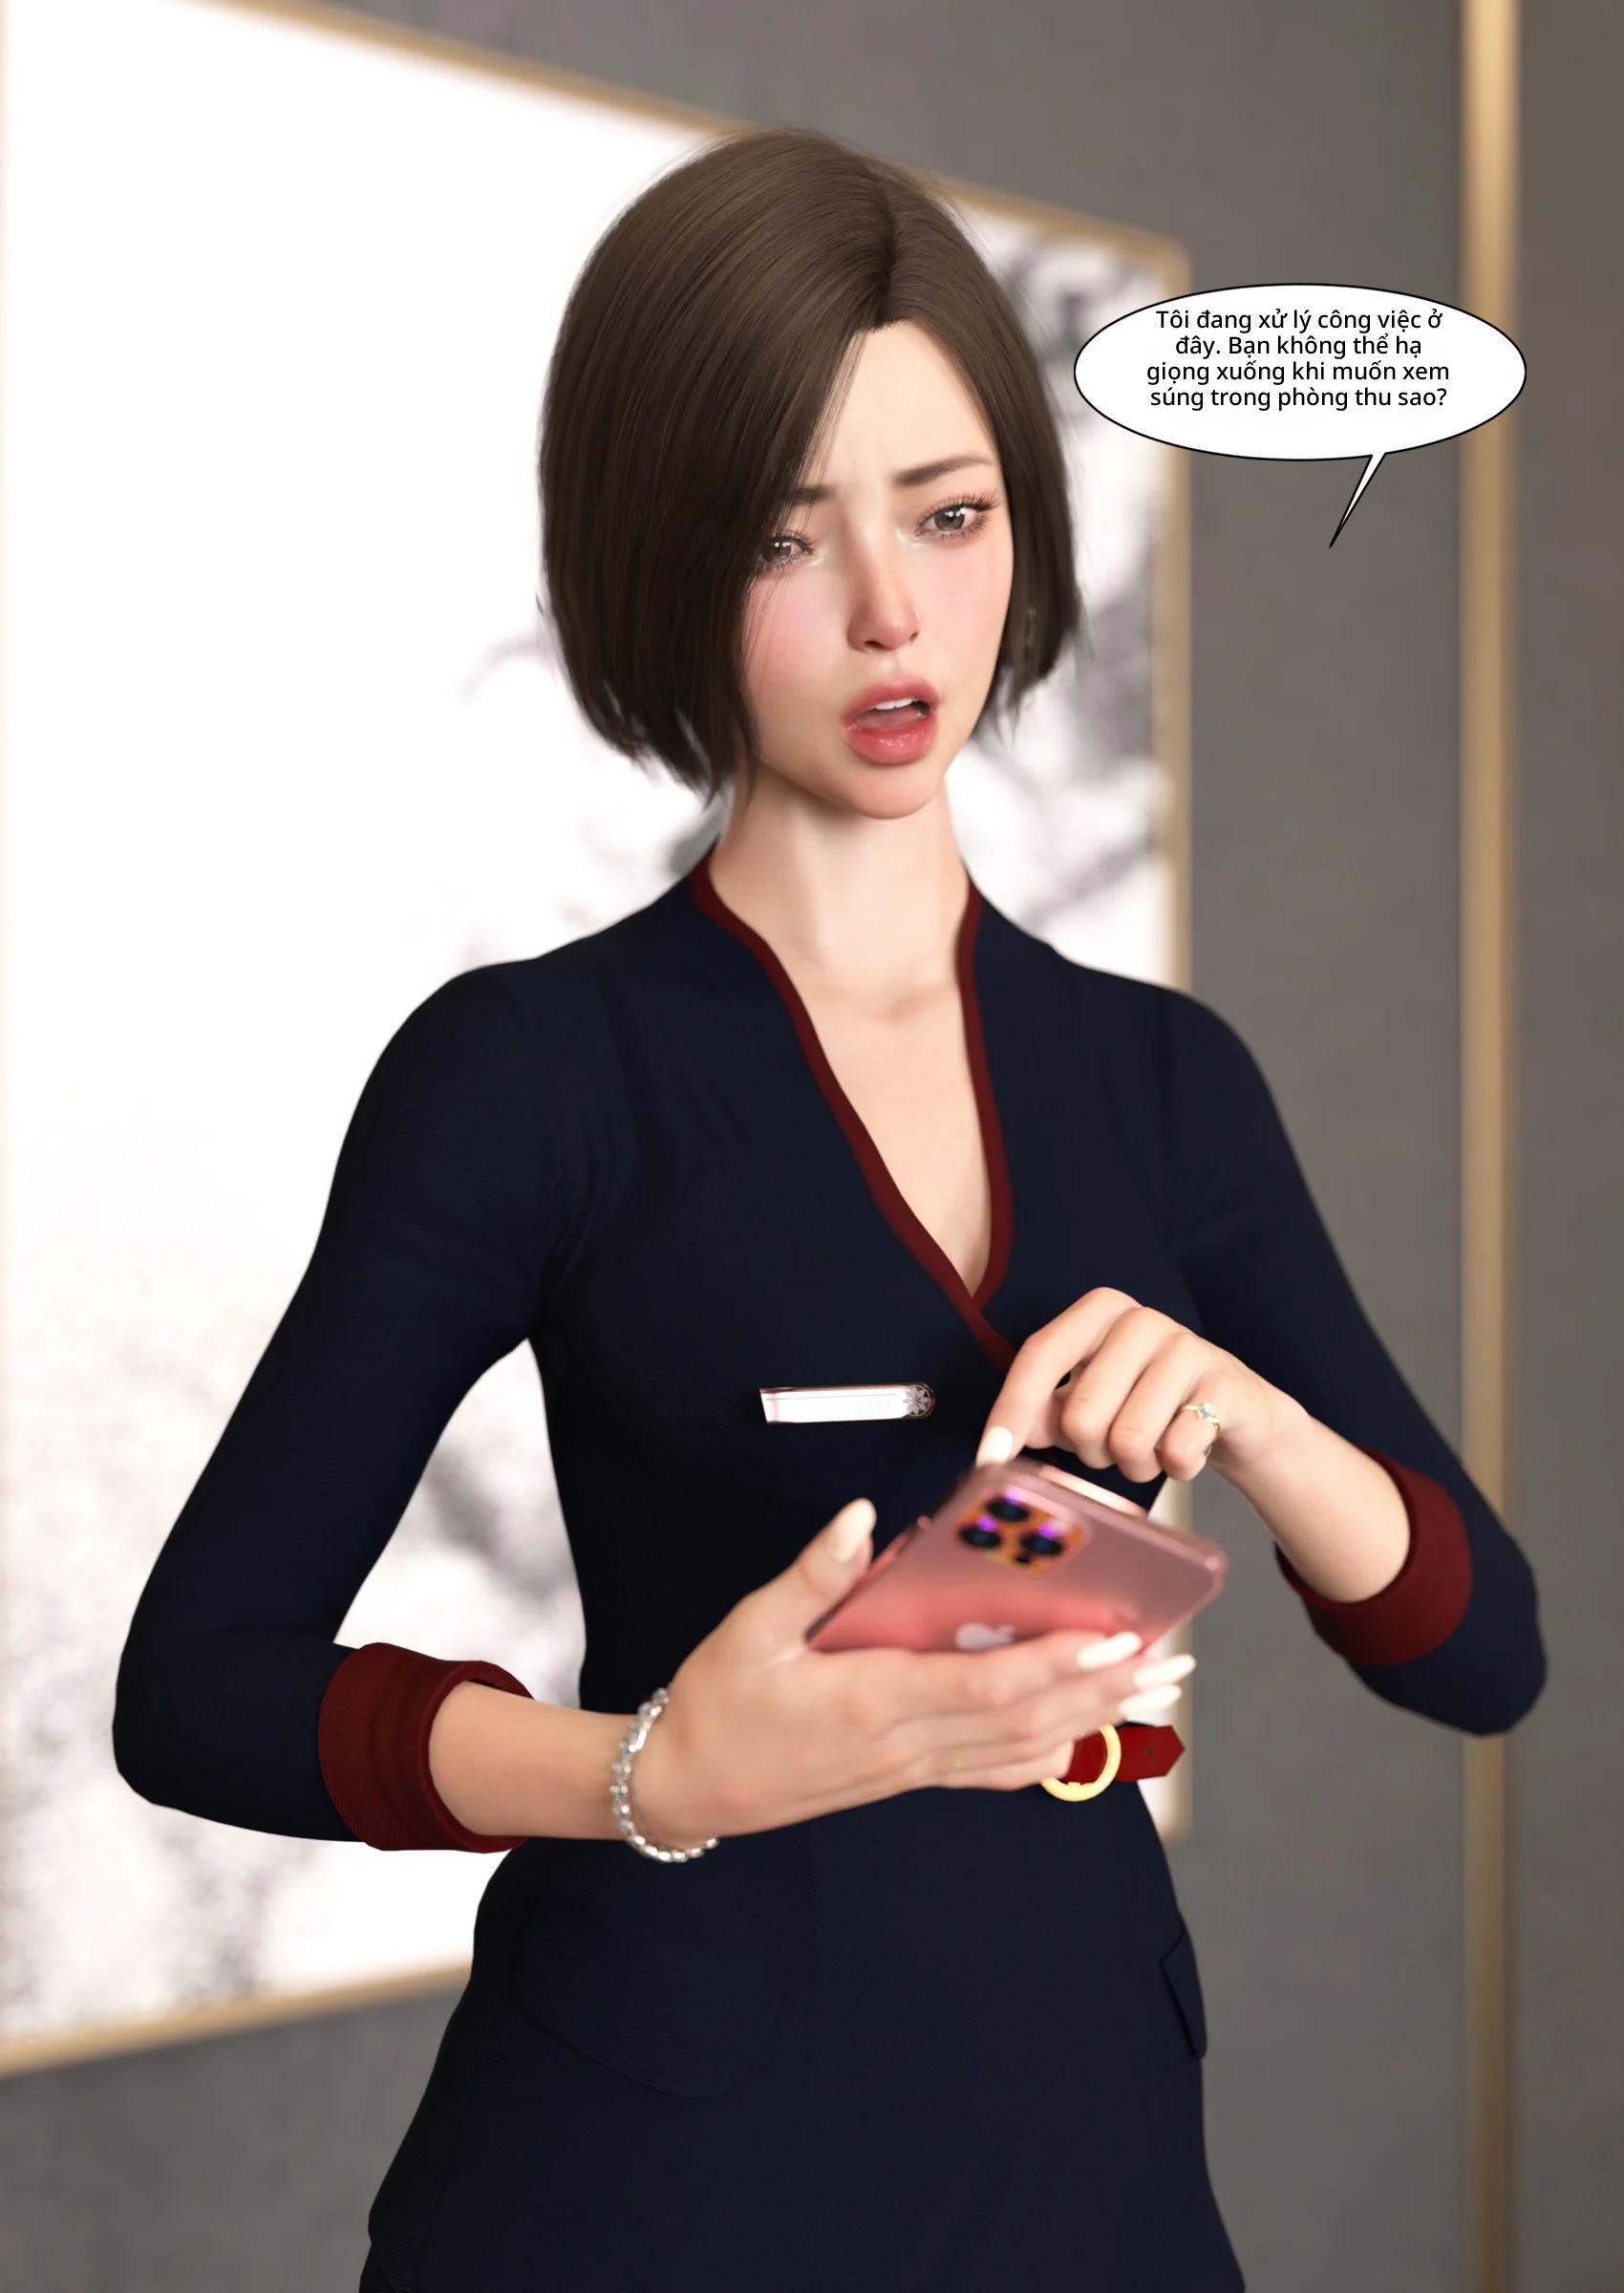 Tôi đang xử lý công việc ở
đây. Bạn không thể hạ
giọng xuống khi muốn xem
súng trong phòng thu sao?